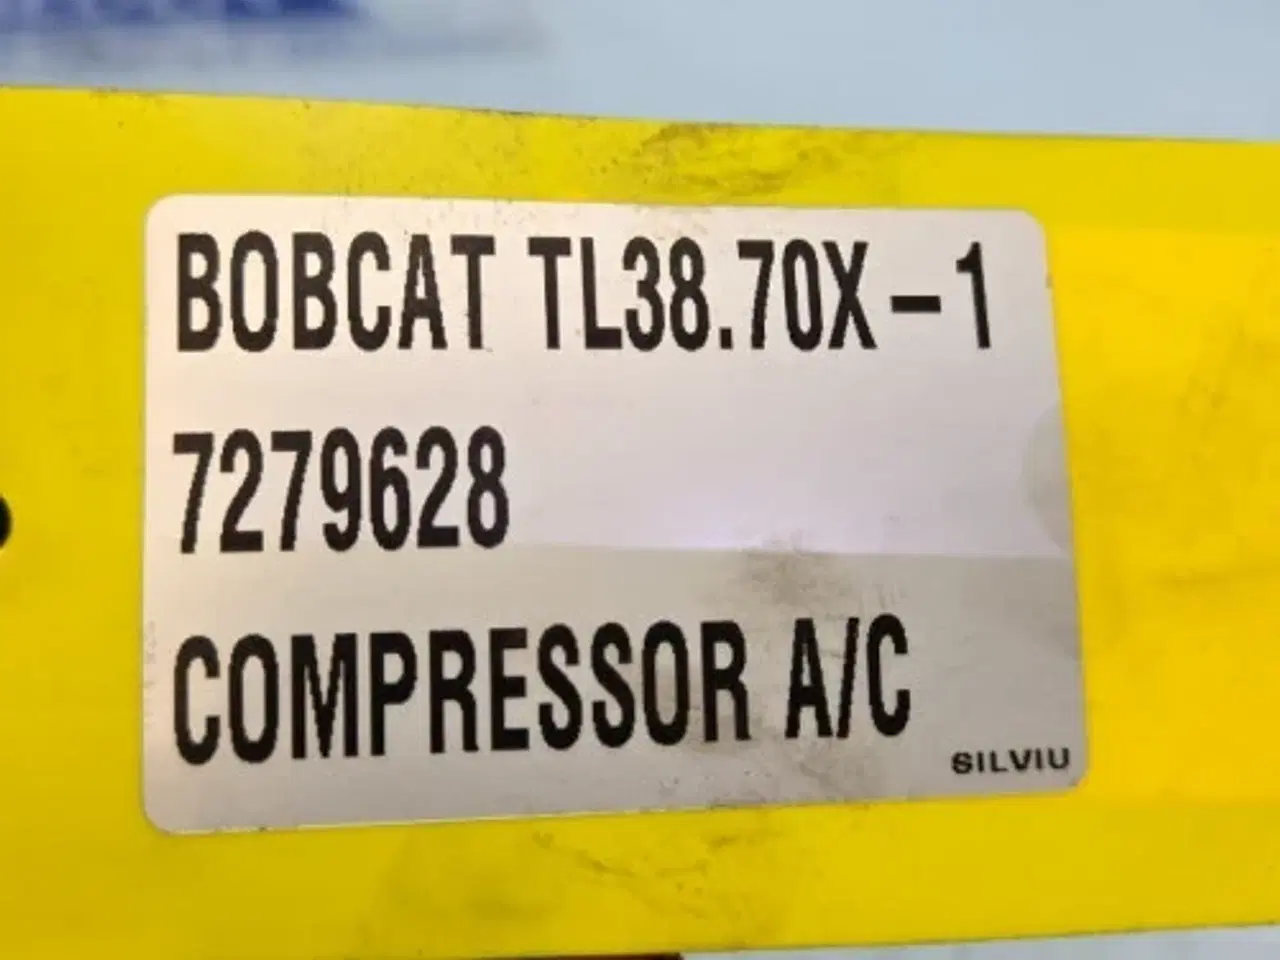 BOBCAT TL38.70X-1
7279628
COMPRESSOR A/C
SILVIU